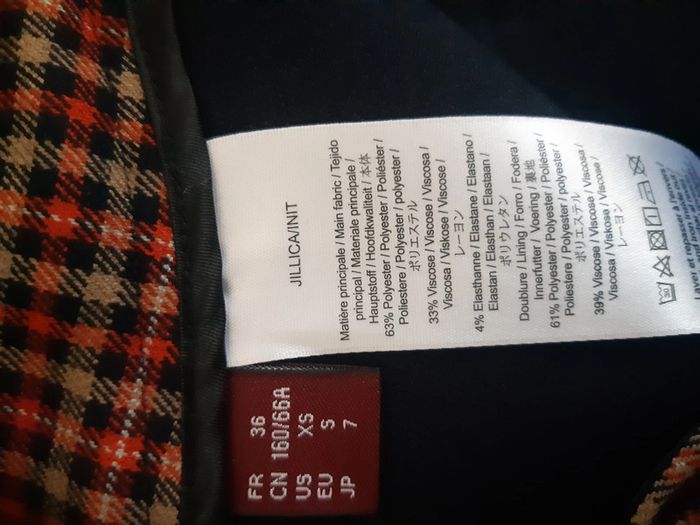 JILLICA/INIT
Matière principale / Main fabric / Tejido
principal / Materiale principale /
Hauptstoff / Hoofdkwaliteit / 本体
63% Polyester / Polyester / Poliéster /
Poliestere / Polyester / polyester /
ポリエステル
33% Viscose / Viscose / Viscosa /
Viscosa / Viskose / Viscose /
レーヨン
4% Elasthanne / Elastane / Elastano /
Elastan / Elasthan / Elastaan /
ポリウレタン
Doublure / Lining / Forro / Fodera /
Innenfutter / Voering / 裏地
61% Polyester / Polyester / Poliéster /
Poliestere / Polyester / polyester /
ポリエステル
39% Viscose / Viscose / Viscosa /
Viscosa / Viskose / Viscose /
レーヨン
30
FR 36
CN 160/66A
US XS
EU S
JP 7